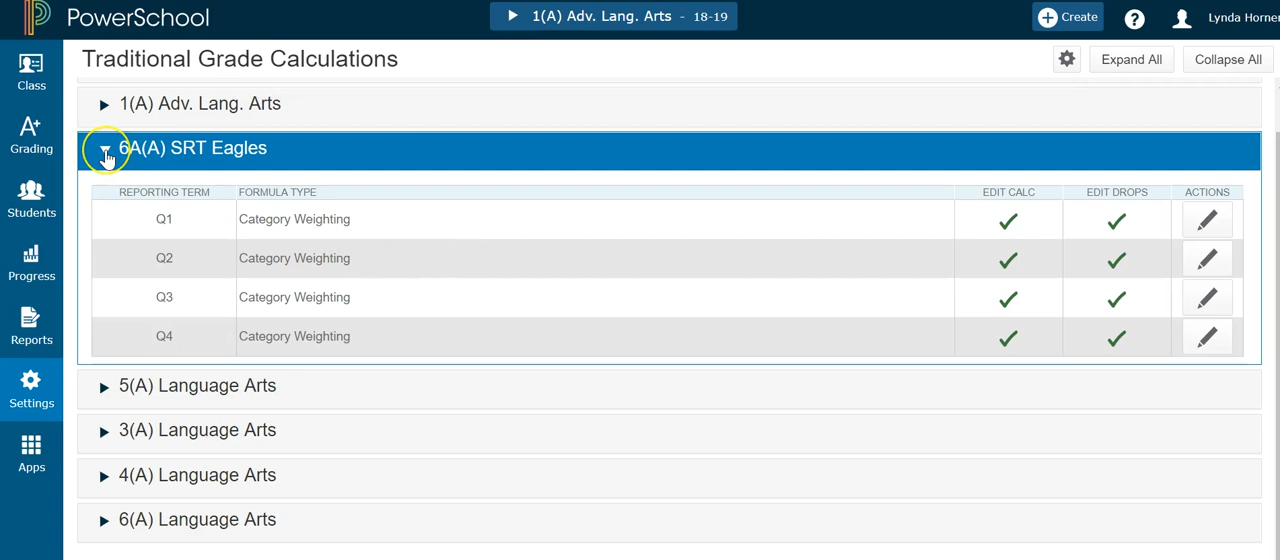 PowerSchool
1(A) Adv. Lang. Arts - 18-19
Create
Lynda Horner
Class
Grading
Students
Progress
Reports
Settings
Apps
Traditional Grade Calculations
Expand All
Collapse All
1(A) Adv. Lang. Arts
6A(A) SRT Eagles
REPORTING TERM FORMULA TYPE EDIT CALC EDIT DROPS ACTIONS
Q1 Category Weighting
Q2 Category Weighting
Q3 Category Weighting
Q4 Category Weighting
5(A) Language Arts
3(A) Language Arts
4(A) Language Arts
6(A) Language Arts